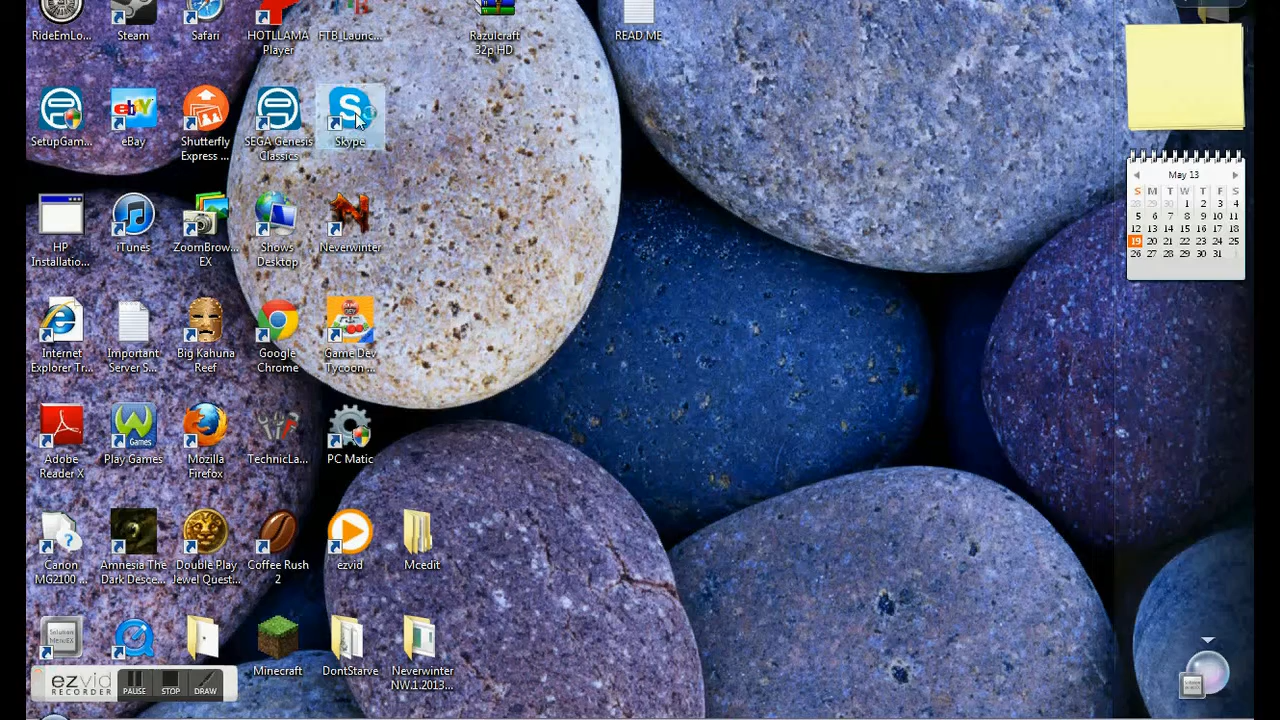 RideEmLo...
Steam
Safari
HOTLLAMA
Player
FTB_Launc...
Razulcraft
32p HD
READ ME
SetupGam...
eBay
Shutterfly
Express ...
SEGA Genesis
Classics
S
Skype
HP
Installatio...
iTunes
ZoomBrow...
EX
Shows
Desktop
Neverwinter
Internet
Explorer Tr...
Important
Server S...
Big Kahuna
Reef
Google
Chrome
Game Dev
Tycoon ...
Adobe
Reader X
Games
Play Games
Mozilla
Firefox
TechnicLa...
PC Matic
Canon
MG2100 ...
Amnesia The
Dark Desce...
Double Play
Jewel Quest...
Coffee Rush
2
ezvid
Mcedit
Solution
MenuEX
Minecraft
DontStarve
Neverwinter
NW.1.2013...
ezvid
RECORDER
PAUSE
STOP
DRAW
May 13
S M T W T F S
28 29 30 1 2 3 4
5 6 7 8 9 10 11
12 13 14 15 16 17 18
19 20 21 22 23 24 25
26 27 28 29 30 31 1